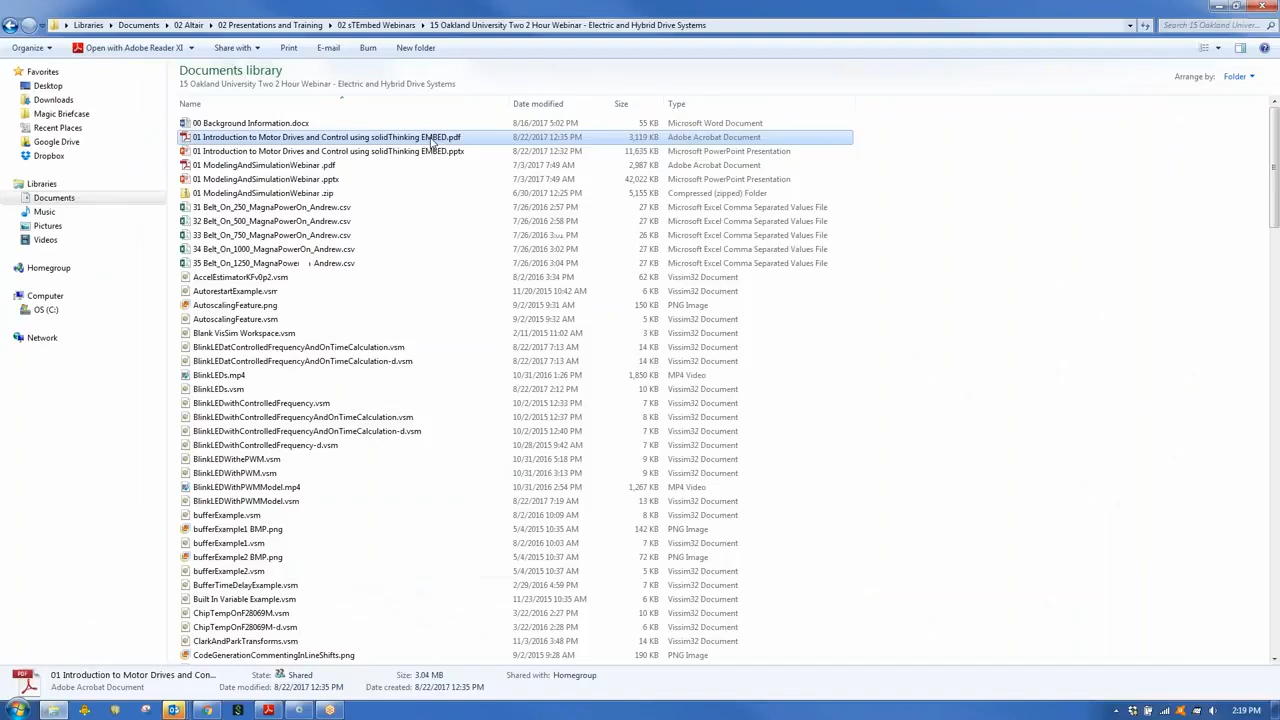 Libraries ▸ Documents ▸ 02 Altair ▸ 02 Presentations and Training ▸ 02 sTEmbed Webinars ▸ 15 Oakland University Two 2 Hour Webinar - Electric and Hybrid Drive Systems
Search 15 Oakland Univer...
Organize Open with Adobe Reader XI Share with Print E-mail Burn New folder
Favorites
Desktop
Downloads
Magic Briefcase
Recent Places
Google Drive
Dropbox
Libraries
Documents
Music
Pictures
Videos
Homegroup
Computer
OS (C:)
Network
Documents library
15 Oakland University Two 2 Hour Webinar - Electric and Hybrid Drive Systems
Arrange by: Folder
Name Date modified Size Type
00 Background Information.docx 8/16/2017 5:02 PM 55 KB Microsoft Word Document
01 Introduction to Motor Drives and Control using solidThinking EMBED.pdf 8/22/2017 12:35 PM 3,119 KB Adobe Acrobat Document
01 Introduction to Motor Drives and Control using solidThinking EMBED.pptx 8/22/2017 12:32 PM 11,635 KB Microsoft PowerPoint Presentation
01 ModelingAndSimulationWebinar .pdf 7/3/2017 7:49 AM 2,987 KB Adobe Acrobat Document
01 ModelingAndSimulationWebinar .pptx 7/3/2017 7:49 AM 42,022 KB Microsoft PowerPoint Presentation
01 ModelingAndSimulationWebinar .zip 6/30/2017 12:25 PM 5,155 KB Compressed (zipped) Folder
31 Belt_On_250_MagnaPowerOn_Andrew.csv 7/26/2016 2:57 PM 27 KB Microsoft Excel Comma Separated Values File
32 Belt_On_500_MagnaPowerOn_Andrew.csv 7/26/2016 2:58 PM 27 KB Microsoft Excel Comma Separated Values File
33 Belt_On_750_MagnaPowerOn_Andrew.csv 7/26/2016 PM 26 KB Microsoft Excel Comma Separated Values File
34 Belt_On_1000_MagnaPowerOn_Andrew.csv 7/26/2016 3:03 PM 27 KB Microsoft Excel Comma Separated Values File
35 Belt_On_1250_MagnaPower Andrew.csv 7/26/2016 3:04 PM 27 KB Microsoft Excel Comma Separated Values File
AccelEstimatorKFv0p2.vsm 8/2/2016 3:34 PM 62 KB Vissim32 Document
AutorestartExample.vsm 11/20/2015 10:42 AM 6 KB Vissim32 Document
AutoscalingFeature.png 9/2/2015 9:31 AM 150 KB PNG Image
AutoscalingFeature.vsm 9/2/2015 9:32 AM 5 KB Vissim32 Document
Blank VisSim Workspace.vsm 2/11/2015 11:02 AM 3 KB Vissim32 Document
BlinkLEDatControlledFrequencyAndOnTimeCalculation.vsm 8/22/2017 7:13 AM 14 KB Vissim32 Document
BlinkLEDatControlledFrequencyAndOnTimeCalculation-d.vsm 8/22/2017 7:13 AM 14 KB Vissim32 Document
BlinkLEDs.mp4 10/31/2016 1:26 PM 1,850 KB MP4 Video
BlinkLEDs.vsm 8/22/2017 2:12 PM 10 KB Vissim32 Document
BlinkLEDwithControlledFrequency.vsm 10/2/2015 12:33 PM 7 KB Vissim32 Document
BlinkLEDwithControlledFrequencyAndOnTimeCalculation.vsm 10/2/2015 12:37 PM 8 KB Vissim32 Document
BlinkLEDwithControlledFrequencyAndOnTimeCalculation-d.vsm 10/2/2015 12:40 PM 7 KB Vissim32 Document
BlinkLEDwithControlledFrequency-d.vsm 10/28/2015 9:42 AM 7 KB Vissim32 Document
BlinkLEDWithePWM.vsm 10/31/2016 5:18 PM 9 KB Vissim32 Document
BlinkLEDWithPWM.vsm 10/31/2016 3:13 PM 9 KB Vissim32 Document
BlinkLEDWithPWMModel.mp4 10/31/2016 2:54 PM 1,267 KB MP4 Video
BlinkLEDWithPWMModel.vsm 8/22/2017 7:19 AM 13 KB Vissim32 Document
bufferExample.vsm 8/2/2016 10:09 AM 8 KB Vissim32 Document
bufferExample1 BMP.png 5/4/2015 10:35 AM 142 KB PNG Image
bufferExample1.vsm 8/2/2016 10:03 AM 7 KB Vissim32 Document
bufferExample2 BMP.png 5/4/2015 10:35 AM 72 KB PNG Image
bufferExample2.vsm 5/4/2015 10:35 AM 7 KB Vissim32 Document
BufferTimeDelayExample.vsm 2/29/2016 4:59 PM 7 KB Vissim32 Document
Built In Variable Example.vsm 11/23/2015 10:35 AM 6 KB Vissim32 Document
ChipTempOnF28069M.vsm 3/22/2016 2:27 PM 10 KB Vissim32 Document
ChipTempOnF28069M-d.vsm 3/22/2016 2:28 PM 6 KB Vissim32 Document
ClarkAndParkTransforms.vsm 11/3/2016 3:48 PM 14 KB Vissim32 Document
CodeGenerationCommentingInLineShifts.png 9/2/2015 9:28 AM 190 KB PNG Image
01 Introduction to Motor Drives and Con... State: Shared Size: 3.04 MB Shared with: Homegroup
Adobe Acrobat Document Date modified: 8/22/2017 12:35 PM Date created: 8/22/2017 12:35 PM
2:19 PM